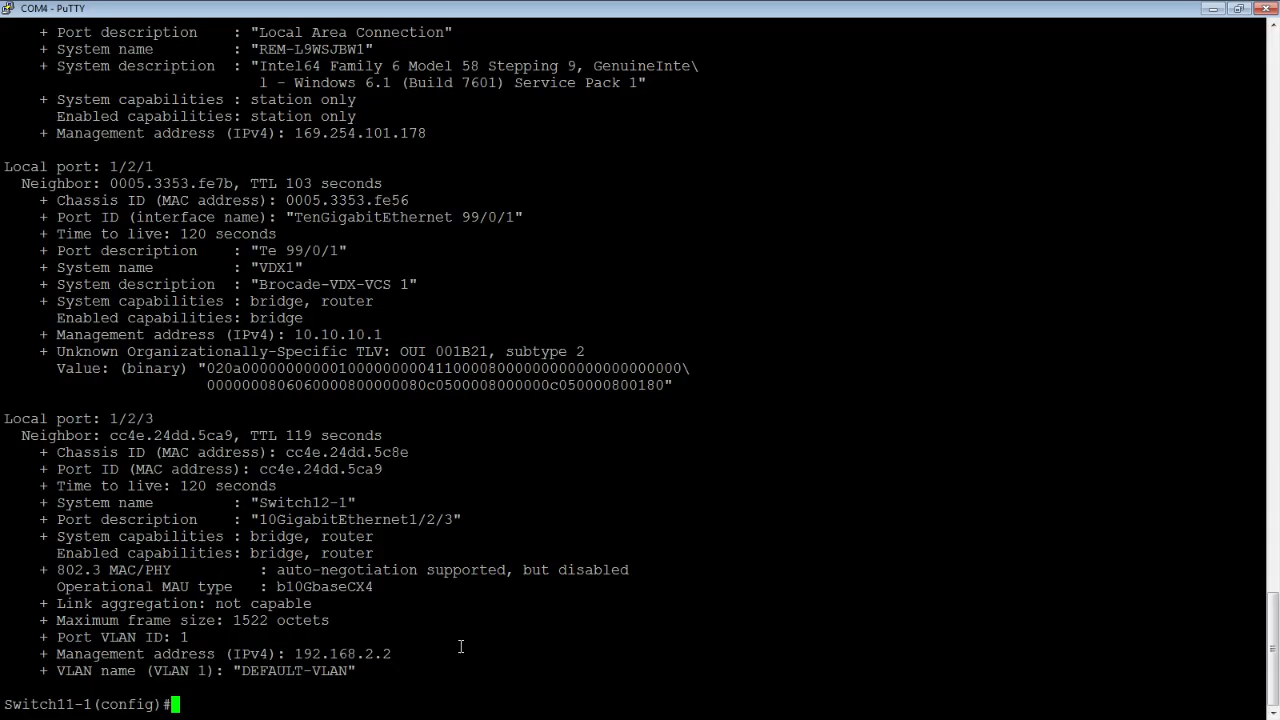 COM4 - PuTTY
+ Port description    : "Local Area Connection"
+ System name         : "REM-L9WSJBW1"
+ System description  : "Intel64 Family 6 Model 58 Stepping 9, GenuineInte\
l - Windows 6.1 (Build 7601) Service Pack 1"
+ System capabilities : station only
Enabled capabilities: station only
+ Management address (IPv4): 169.254.101.178
Local port: 1/2/1
Neighbor: 0005.3353.fe7b, TTL 103 seconds
+ Chassis ID (MAC address): 0005.3353.fe56
+ Port ID (interface name): "TenGigabitEthernet 99/0/1"
+ Time to live: 120 seconds
+ Port description    : "Te 99/0/1"
+ System name         : "VDX1"
+ System description  : "Brocade-VDX-VCS 1"
+ System capabilities : bridge, router
Enabled capabilities: bridge
+ Management address (IPv4): 10.10.10.1
+ Unknown Organizationally-Specific TLV: OUI 001B21, subtype 2
Value: (binary) "020a0000000000010000000000411000080000000000000000000000\
0000000806060000800000080c0500008000000c050000800180"
Local port: 1/2/3
Neighbor: cc4e.24dd.5ca9, TTL 119 seconds
+ Chassis ID (MAC address): cc4e.24dd.5c8e
+ Port ID (MAC address): cc4e.24dd.5ca9
+ Time to live: 120 seconds
+ System name         : "Switch12-1"
+ Port description    : "10GigabitEthernet1/2/3"
+ System capabilities : bridge, router
Enabled capabilities: bridge, router
+ 802.3 MAC/PHY          : auto-negotiation supported, but disabled
Operational MAU type   : b10GbaseCX4
+ Link aggregation: not capable
+ Maximum frame size: 1522 octets
+ Port VLAN ID: 1
+ Management address (IPv4): 192.168.2.2
+ VLAN name (VLAN 1): "DEFAULT-VLAN"
Switch11-1(config)#